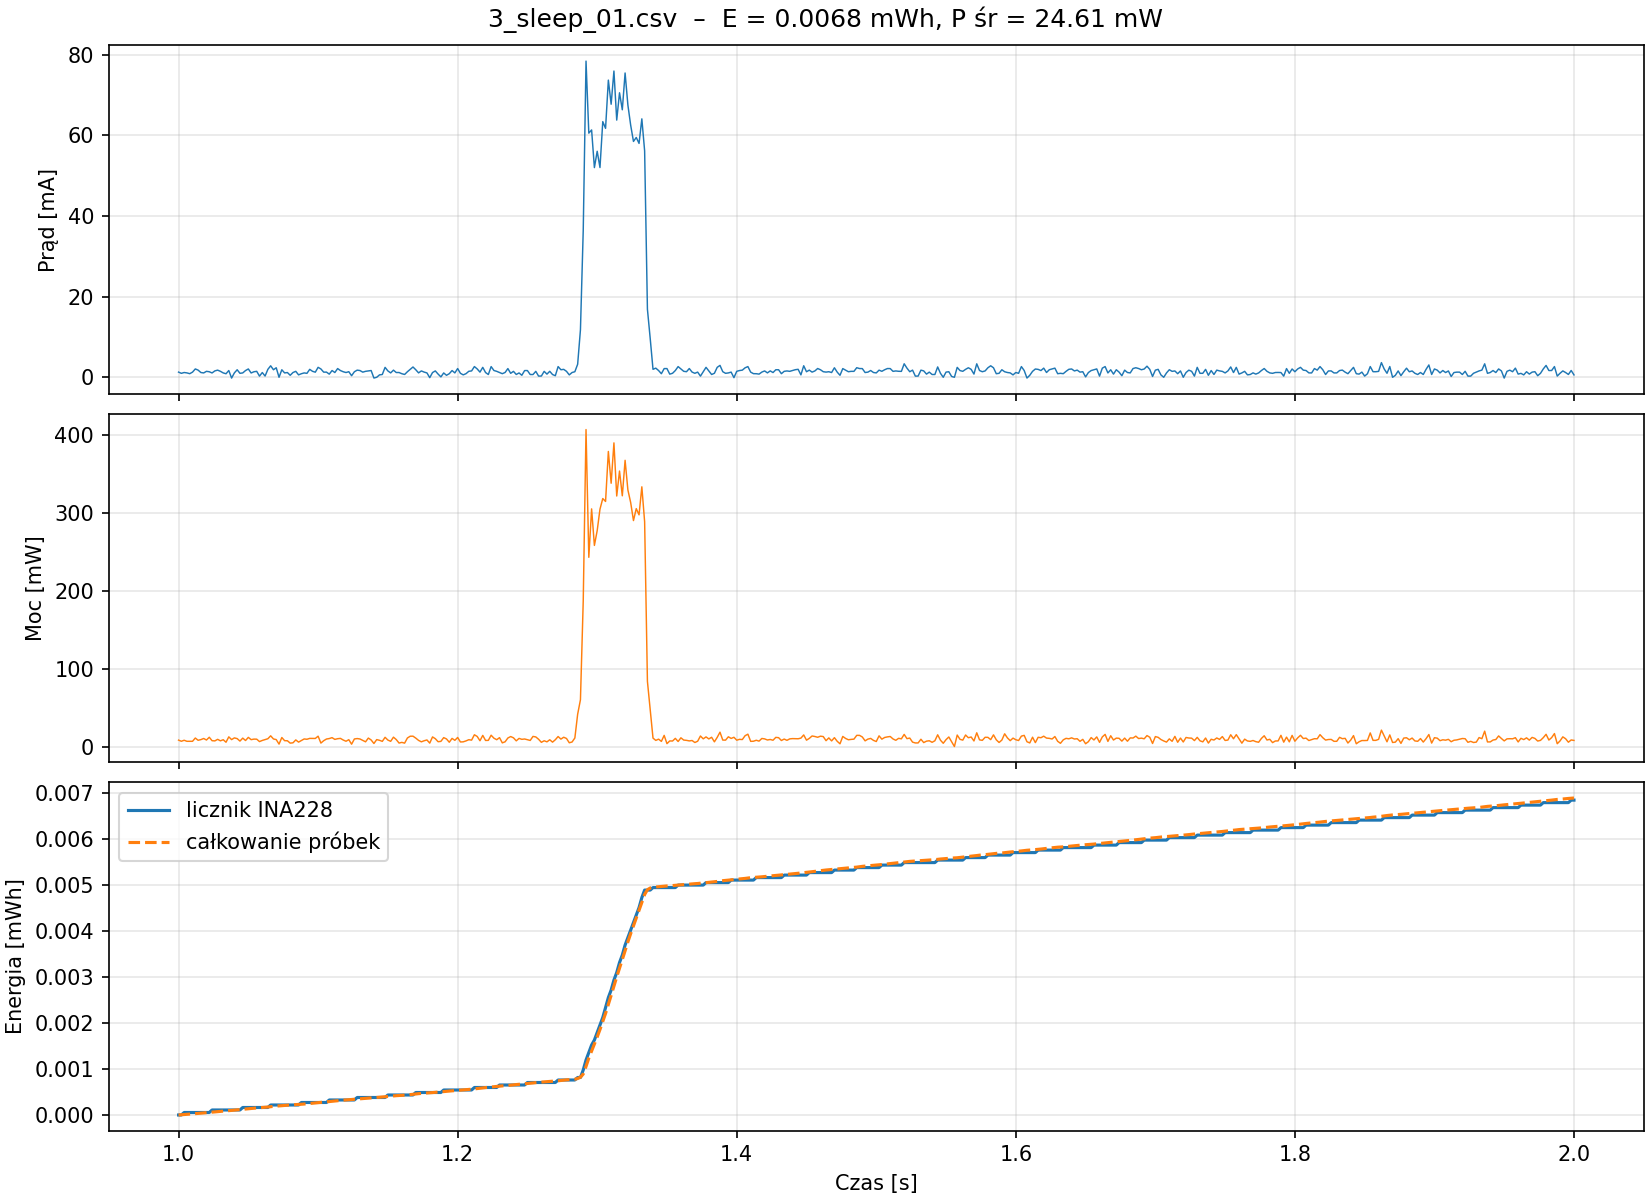 3_sleep_01.csv  –  E = 0.0068 mWh, P śr = 24.61 mW
80
60
40
20
0
Prąd [mA]
400
300
200
100
0
Moc [mW]
0.007
0.006
0.005
0.004
0.003
0.002
0.001
0.000
Energia [mWh]
licznik INA228
całkowanie próbek
1.0 1.2 1.4 1.6 1.8 2.0
Czas [s]